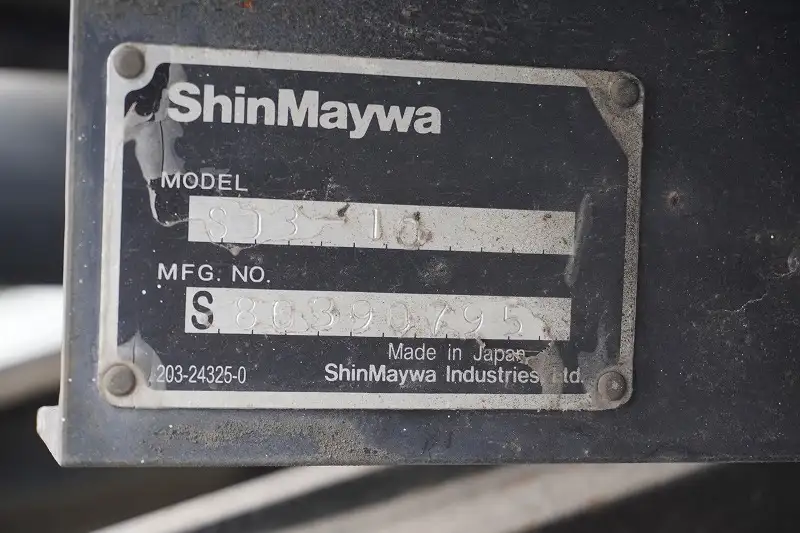 ShinMaywa
MODEL
MFG. NO.
S
Made in Japan
203-24325-0
ShinMaywa Industries, Ltd.